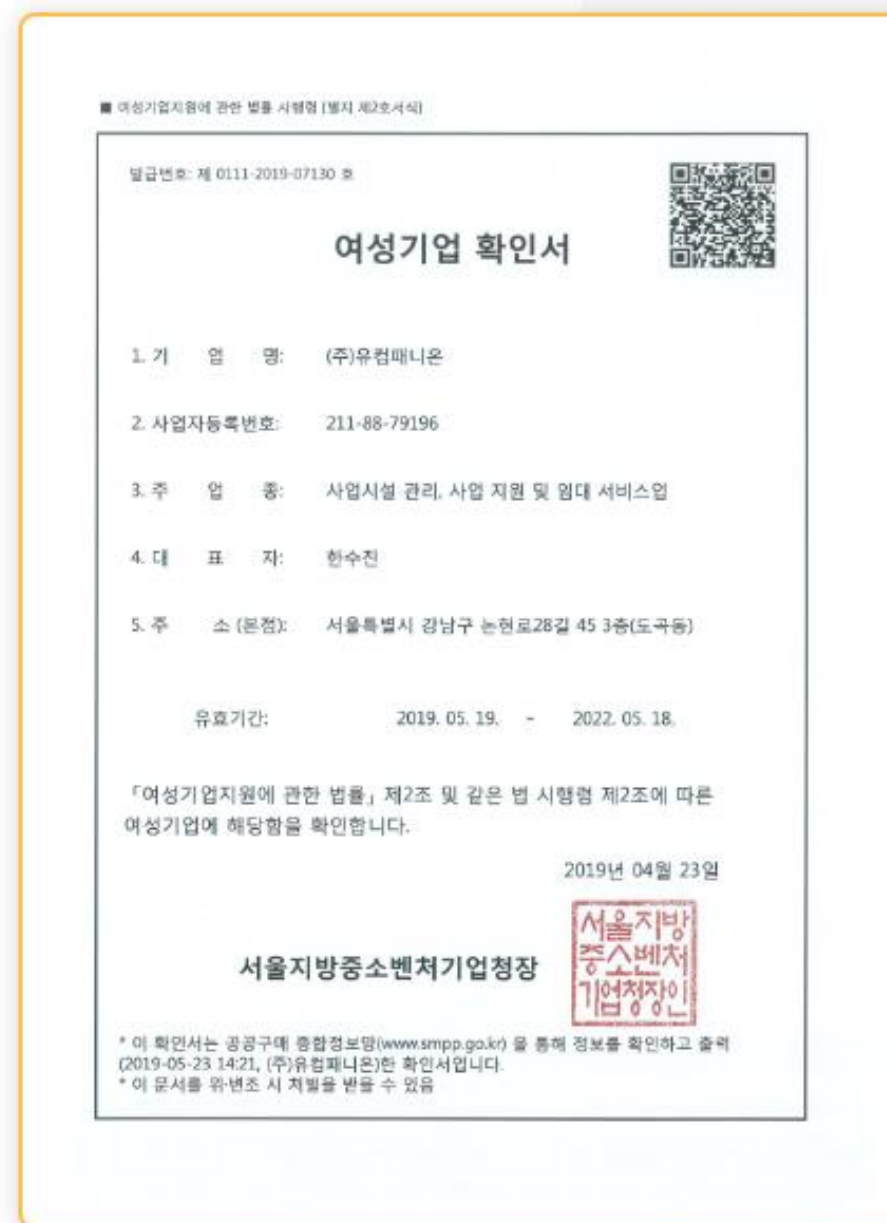 ■ 여성기업지원에 관한 법률 시행령 [별지 제2호서식]
발급번호: 제 0111-2019-07130 호
여성기업 확인서
1. 기 업 명: (주)유컴패니온
2. 사업자등록번호: 211-88-79196
3. 주 업 종: 사업시설 관리, 사업 지원 및 임대 서비스업
4. 대 표 자: 한수진
5. 주 소 (본점): 서울특별시 강남구 논현로28길 45 3층(도곡동)
유효기간: 2019. 05. 19. - 2022. 05. 18.
「여성기업지원에 관한 법률」 제2조 및 같은 법 시행령 제2조에 따른
여성기업에 해당함을 확인합니다.
2019년 04월 23일
서울지방중소벤처기업청장
서울지방
중소벤처
기업청장인
* 이 확인서는 공공구매 종합정보망(www.smpp.go.kr) 을 통해 정보를 확인하고 출력
(2019-05-23 14:21, (주)유컴패니온)한 확인서입니다.
* 이 문서를 위·변조 시 처벌을 받을 수 있음